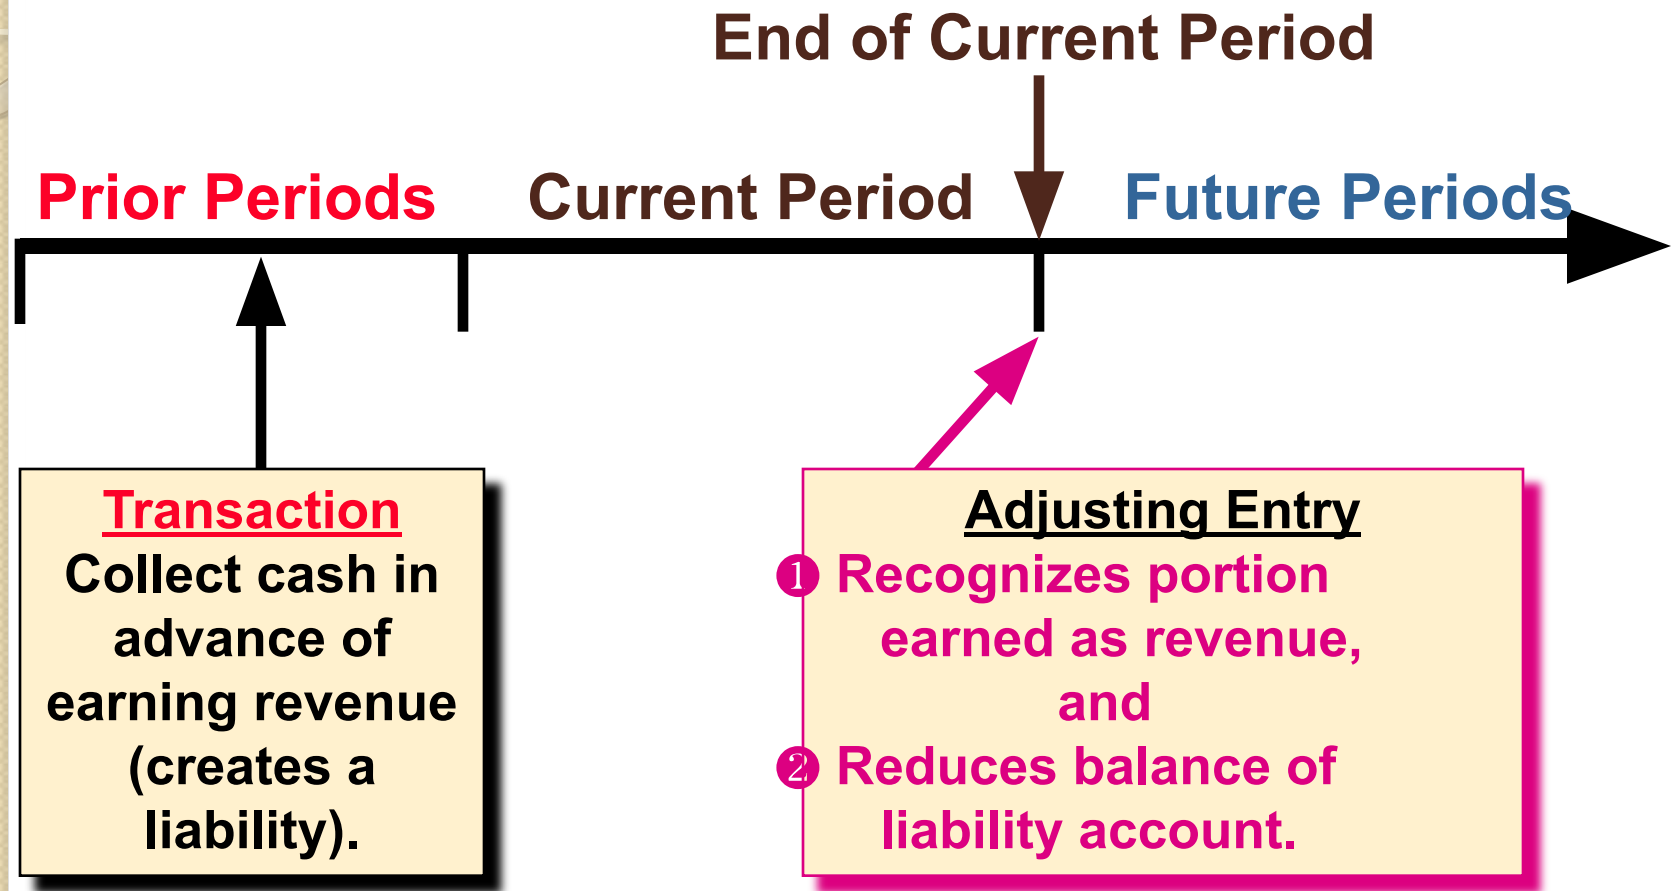 End of Current Period
Prior Periods
Current Period
Future Periods
Transaction
Collect cash in
advance of
earning revenue
(creates a
liability).
Adjusting Entry
❶ Recognizes portion
earned as revenue,
and
❷ Reduces balance of
liability account.